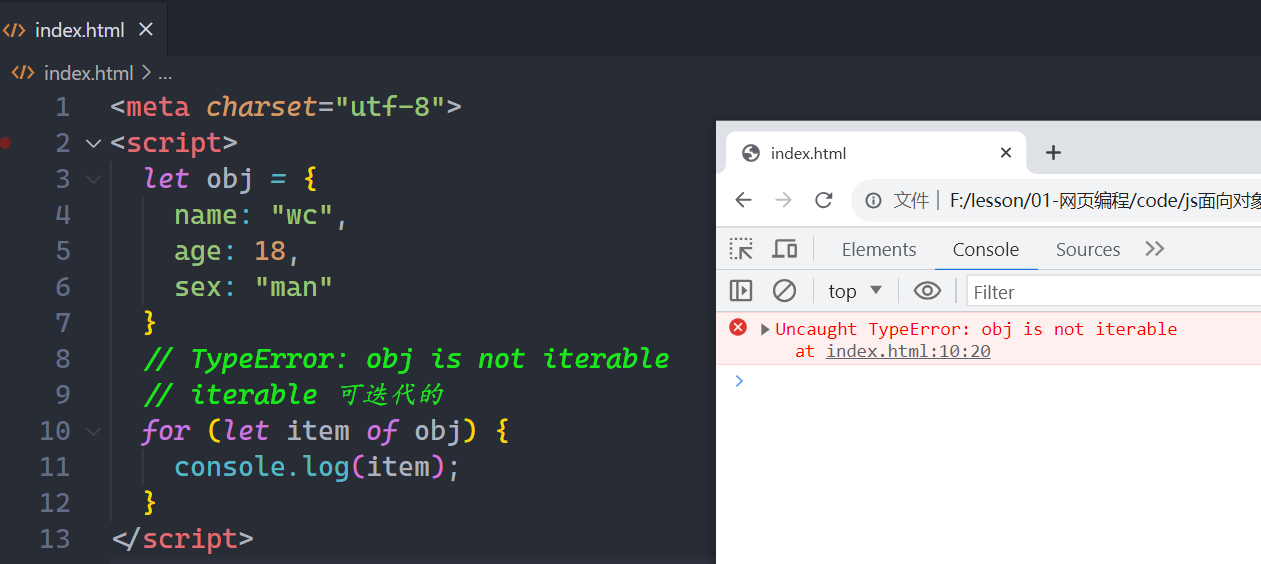 index.html
index.html > ...
1 <meta charset="utf-8">
2 <script>
3 let obj = {
4 name: "wc",
5 age: 18,
6 sex: "man"
7 }
8 // TypeError: obj is not iterable
9 // iterable 可迭代的
10 for (let item of obj) {
11 console.log(item);
12 }
13 </script>
index.html
文件 | F:/lesson/01-网页编程/code/js面向对象
Elements Console Sources
top Filter
Uncaught TypeError: obj is not iterable
at index.html:10:20